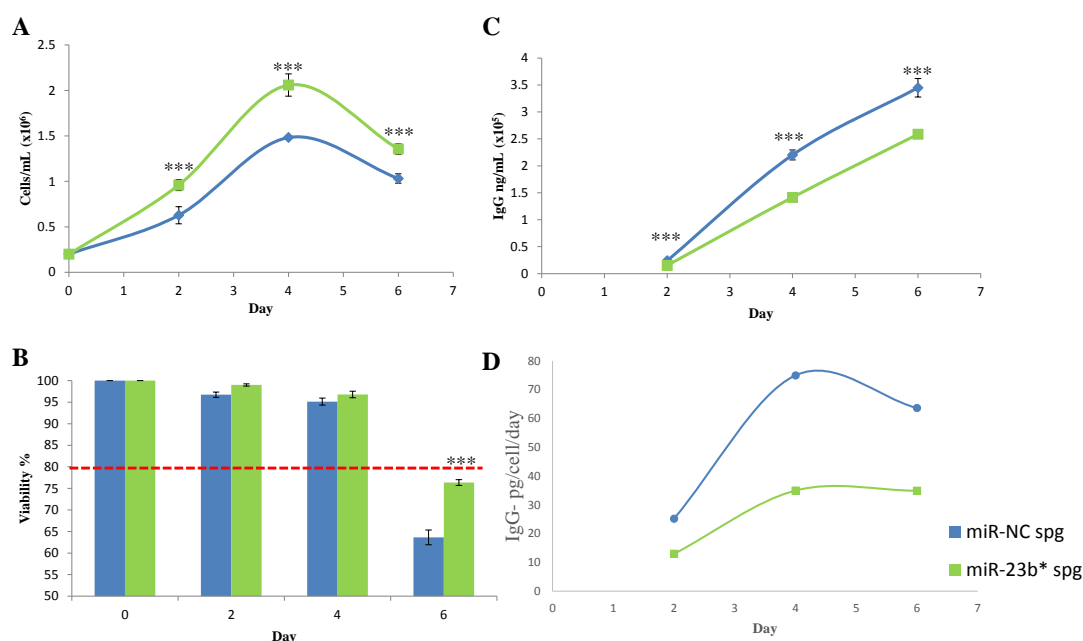 A
2.5
2
1.5
1
0.5
0
Cells/mL (x10⁶)
***
***
***
0 1 2 3 4 5 6 7
Day
C
4
3.5
3
2.5
2
1.5
1
0.5
0
IgG ng/mL (x10⁵)
***
***
***
0 1 2 3 4 5 6 7
Day
B
100
95
90
85
80
75
70
65
60
55
50
Viability %
***
0 2 4 6
Day
D
80
70
60
50
40
30
20
10
0
IgG- pg/cell/day
0 1 2 3 4 5 6 7
Day
miR-NC spg
miR-23b* spg